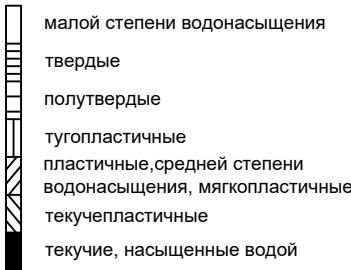 малой степени водонасыщения
твердые
полутвердые
тугопластичные
пластичные,средней степени
водонасыщения, мягкопластичные
текучепластичные
текучие, насыщенные водой